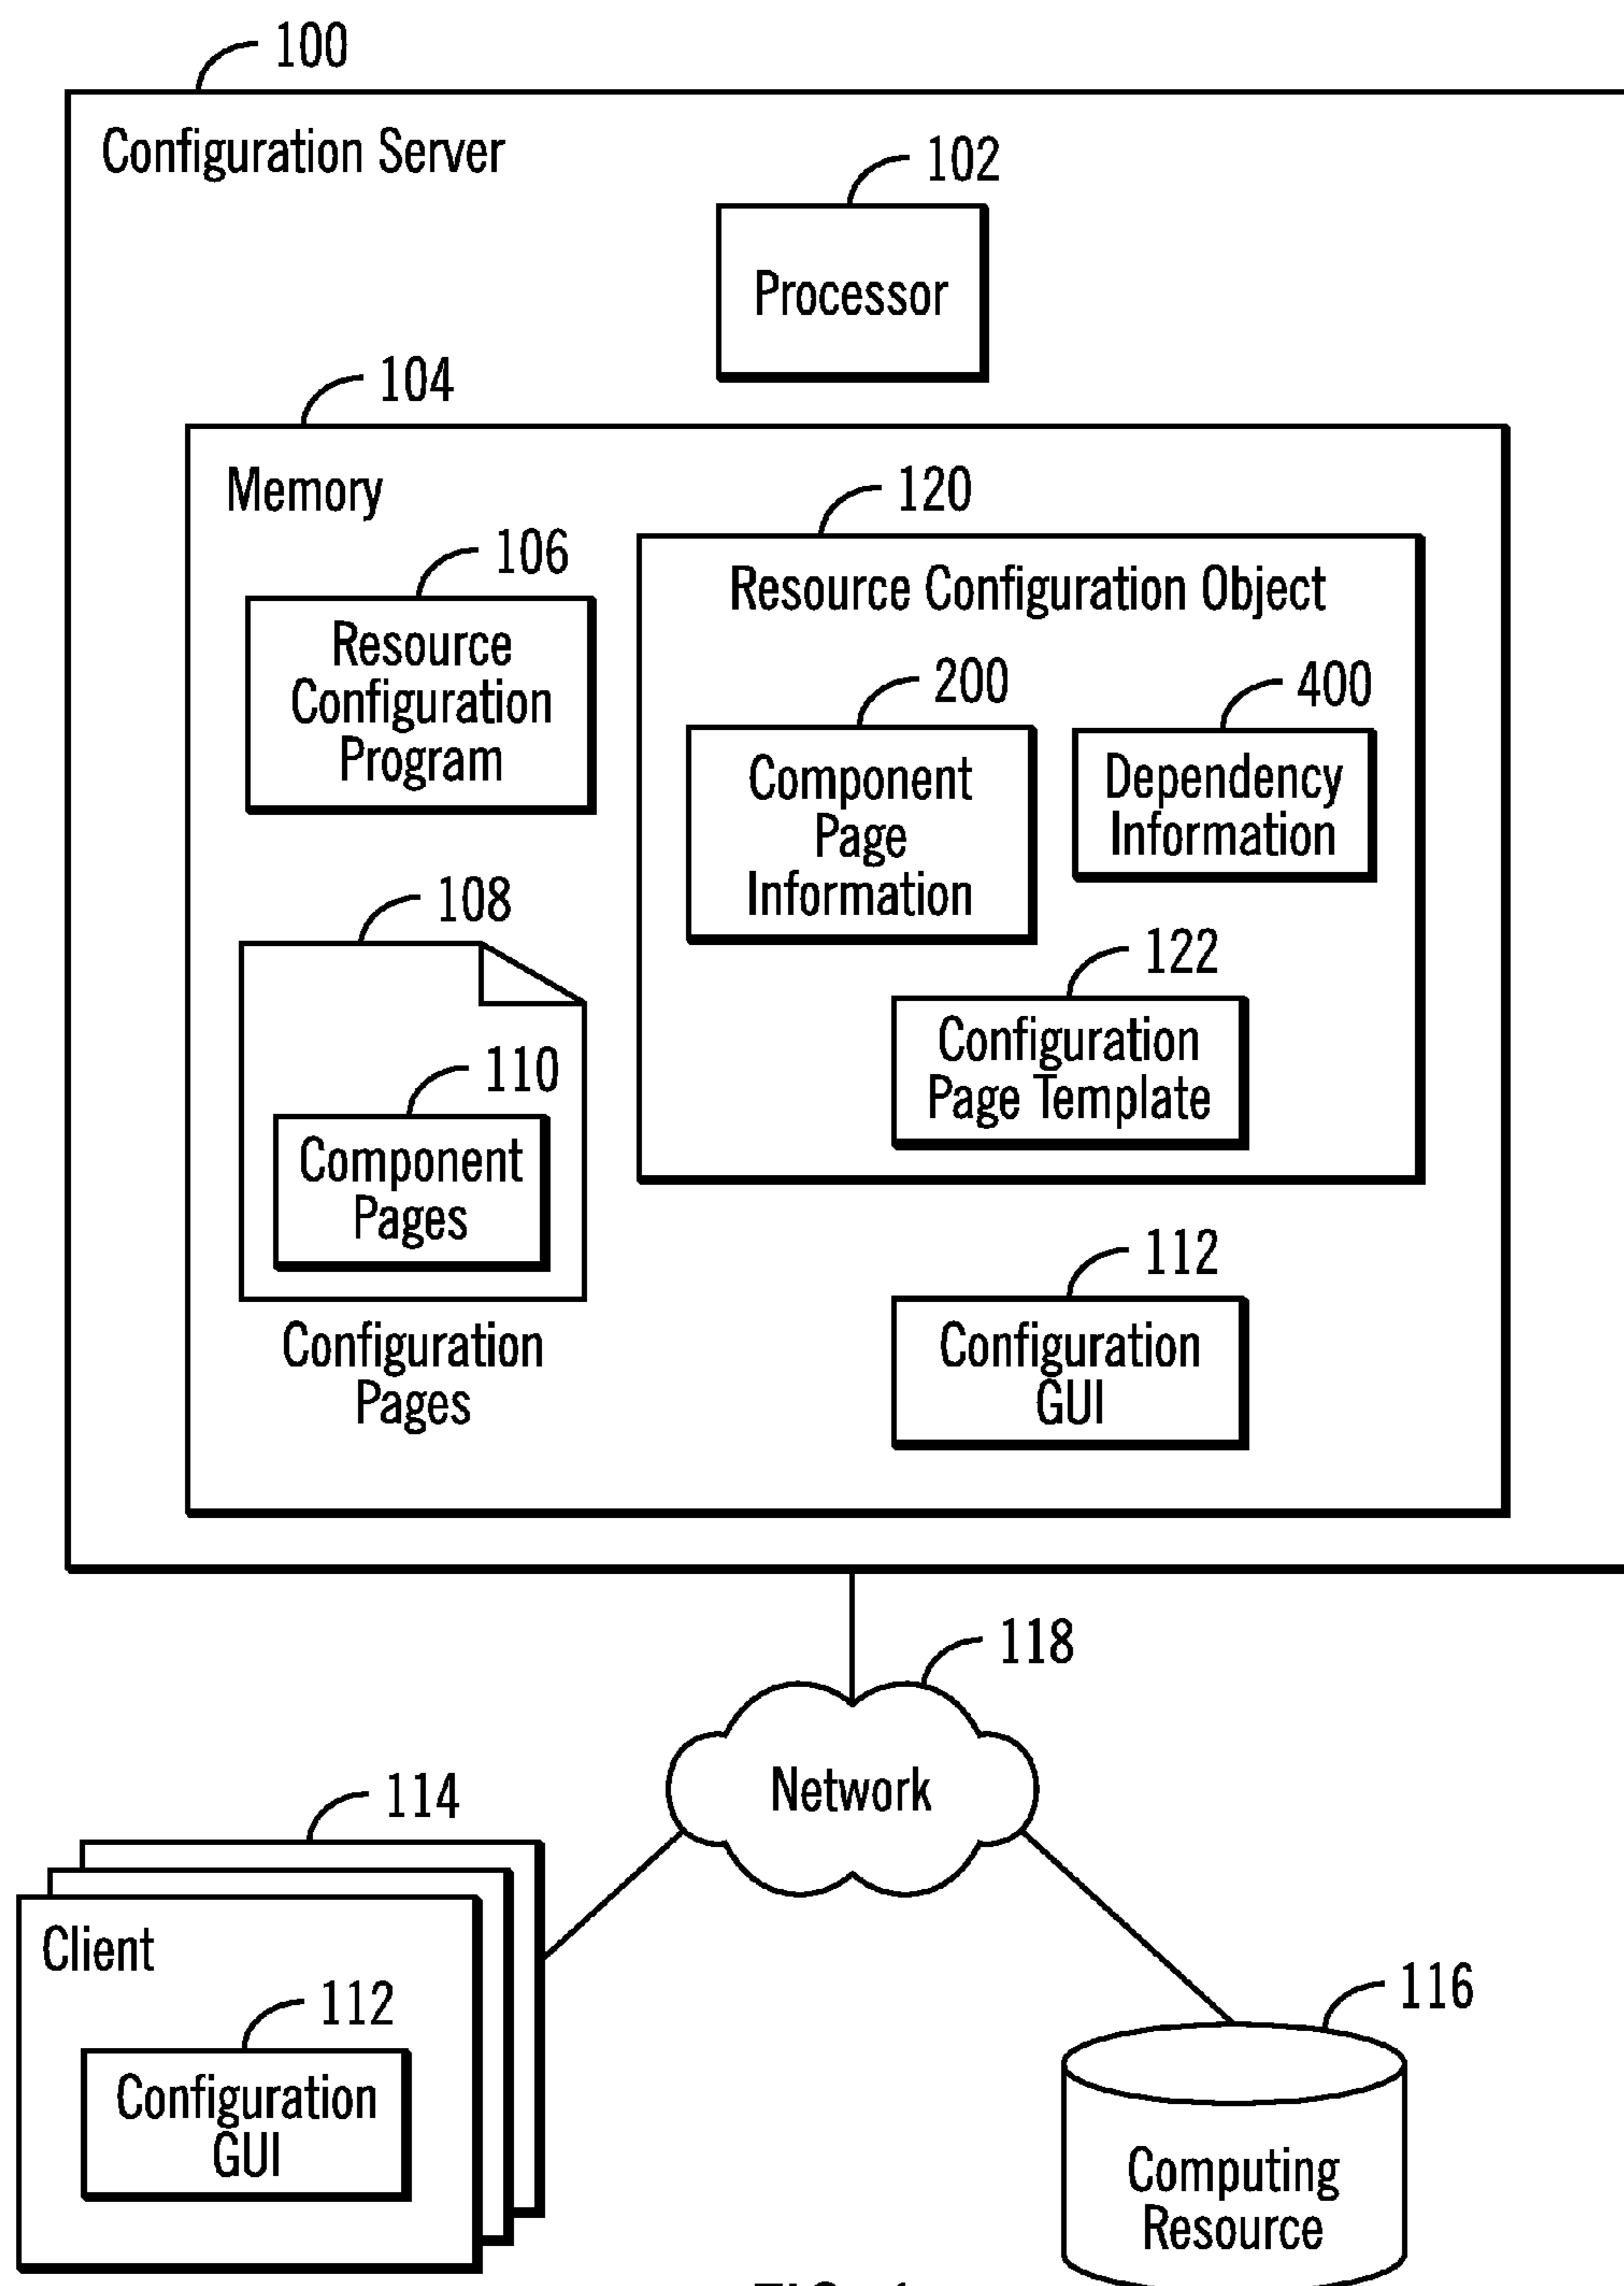 100
Configuration Server
102
Processor
104
Memory
120
106
Resource Configuration Object
Resource
Configuration
Program
200
400
Component
Page
Information
Dependency
Information
108
122
Configuration
Page Template
110
Component
Pages
112
Configuration
Pages
Configuration
GUI
118
Network
114
Client
112
Configuration
GUI
116
Computing
Resource